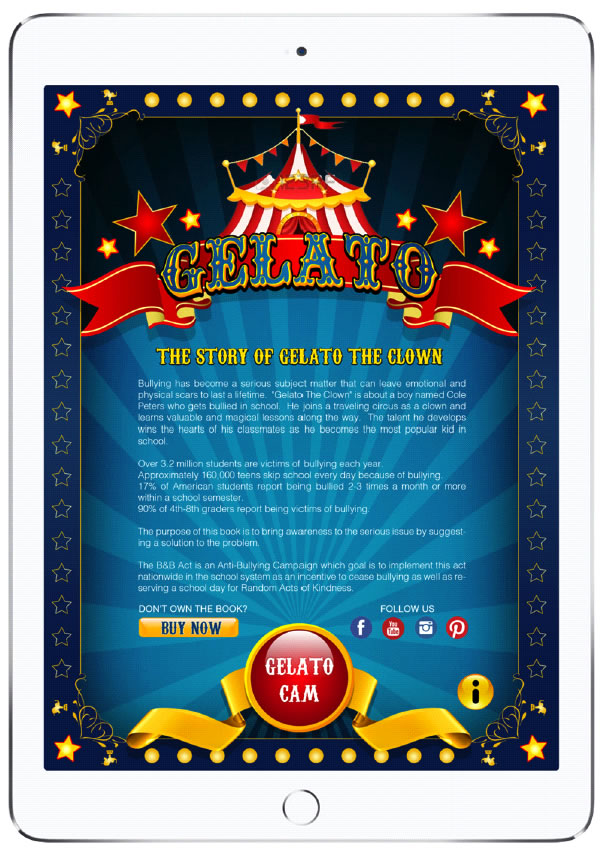 GELATO
THE STORY OF GELATO THE CLOWN
Bullying has become a serious subject matter that can leave emotional and
physical scars to last a lifetime. "Gelato The Clown" is about a boy named Cole
Peters who gets bullied in school. He joins a traveling circus as a clown and
learns valuable and magical lessons along the way. The talent he develops
wins the hearts of his classmates as he becomes the most popular kid in
school.
Over 3.2 million students are victims of bullying each year.
Approximately 160,000 teens skip school every day because of bullying.
17% of American students report being bullied 2-3 times a month or more
within a school semester.
90% of 4th-8th graders report being victims of bullying.
The purpose of this book is to bring awareness to the serious issue by suggest-
ing a solution to the problem.
The B&B Act is an Anti-Bullying Campaign which goal is to implement this act
nationwide in the school system as an incentive to cease bullying as well as re-
serving a school day for Random Acts of Kindness.
DON'T OWN THE BOOK? FOLLOW US
BUY NOW f You Tube
GELATO
CAM
i